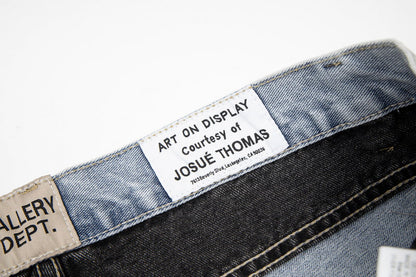 ART ON DISPLAY
Courtesy of
JOSUÉ THOMAS
ALLERY
DEPT.